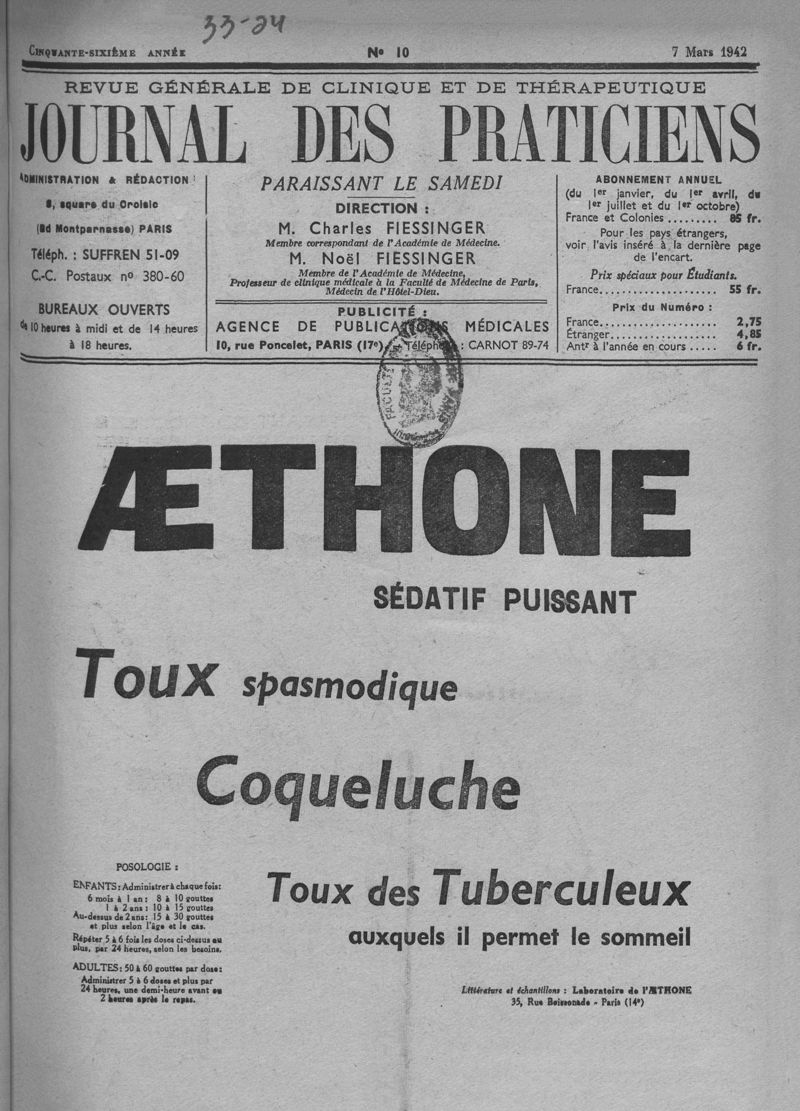 33-24
CINQUANTE-SIXIÈME ANNÉE
Nº 10
7 Mars 1942
REVUE GÉNÉRALE DE CLINIQUE ET DE THÉRAPEUTIQUE
JOURNAL DES PRATICIENS
ADMINISTRATION & RÉDACTION :
8, square du Croisic
(Bd Montparnasse) PARIS
Téléph. : SUFFREN 51-09
C.-C. Postaux nº 380-60
BUREAUX OUVERTS
de 10 heures à midi et de 14 heures
à 18 heures.
PARAISSANT LE SAMEDI
DIRECTION :
M. Charles FIESSINGER
Membre correspondant de l'Académie de Médecine.
M. Noël FIESSINGER
Membre de l'Académie de Médecine,
Professeur de clinique médicale à la Faculté de Médecine de Paris,
Médecin de l'Hôtel-Dieu.
PUBLICITÉ :
AGENCE DE PUBLICATIONS MÉDICALES
10, rue Poncelet, PARIS (17e) — Téléph. : CARNOT 89-74
ABONNEMENT ANNUEL
(du 1er janvier, du 1er avril, du
1er juillet et du 1er octobre)
France et Colonies ......... 85 fr.
Pour les pays étrangers,
voir l'avis inséré à la dernière page
de l'encart.
Prix spéciaux pour Étudiants.
France.................. 55 fr.
Prix du Numéro :
France.................... 2,75
Étranger.................. 4,85
Antr à l'année en cours ..... 6 fr.
FACULTÉ
PARIS
ÆTHONE
SÉDATIF PUISSANT
Toux spasmodique
Coqueluche
Toux des Tuberculeux
auxquels il permet le sommeil
POSOLOGIE :
ENFANTS : Administrer à chaque fois :
6 mois à 1 an : 8 à 10 gouttes
1 à 2 ans : 10 à 15 gouttes
Au-dessus de 2 ans : 15 à 30 gouttes
et plus selon l'âge et le cas.
Répéter 5 à 6 fois les doses ci-dessus ou
plus, par 24 heures, selon les besoins.
ADULTES : 50 à 60 gouttes par dose :
Administrer 5 à 6 doses et plus par
24 heures, une demi-heure avant ou
2 heures après le repas.
Littérature et échantillons : Laboratoire de l'ÆTHONE
35, Rue Boissonade - Paris (14e)